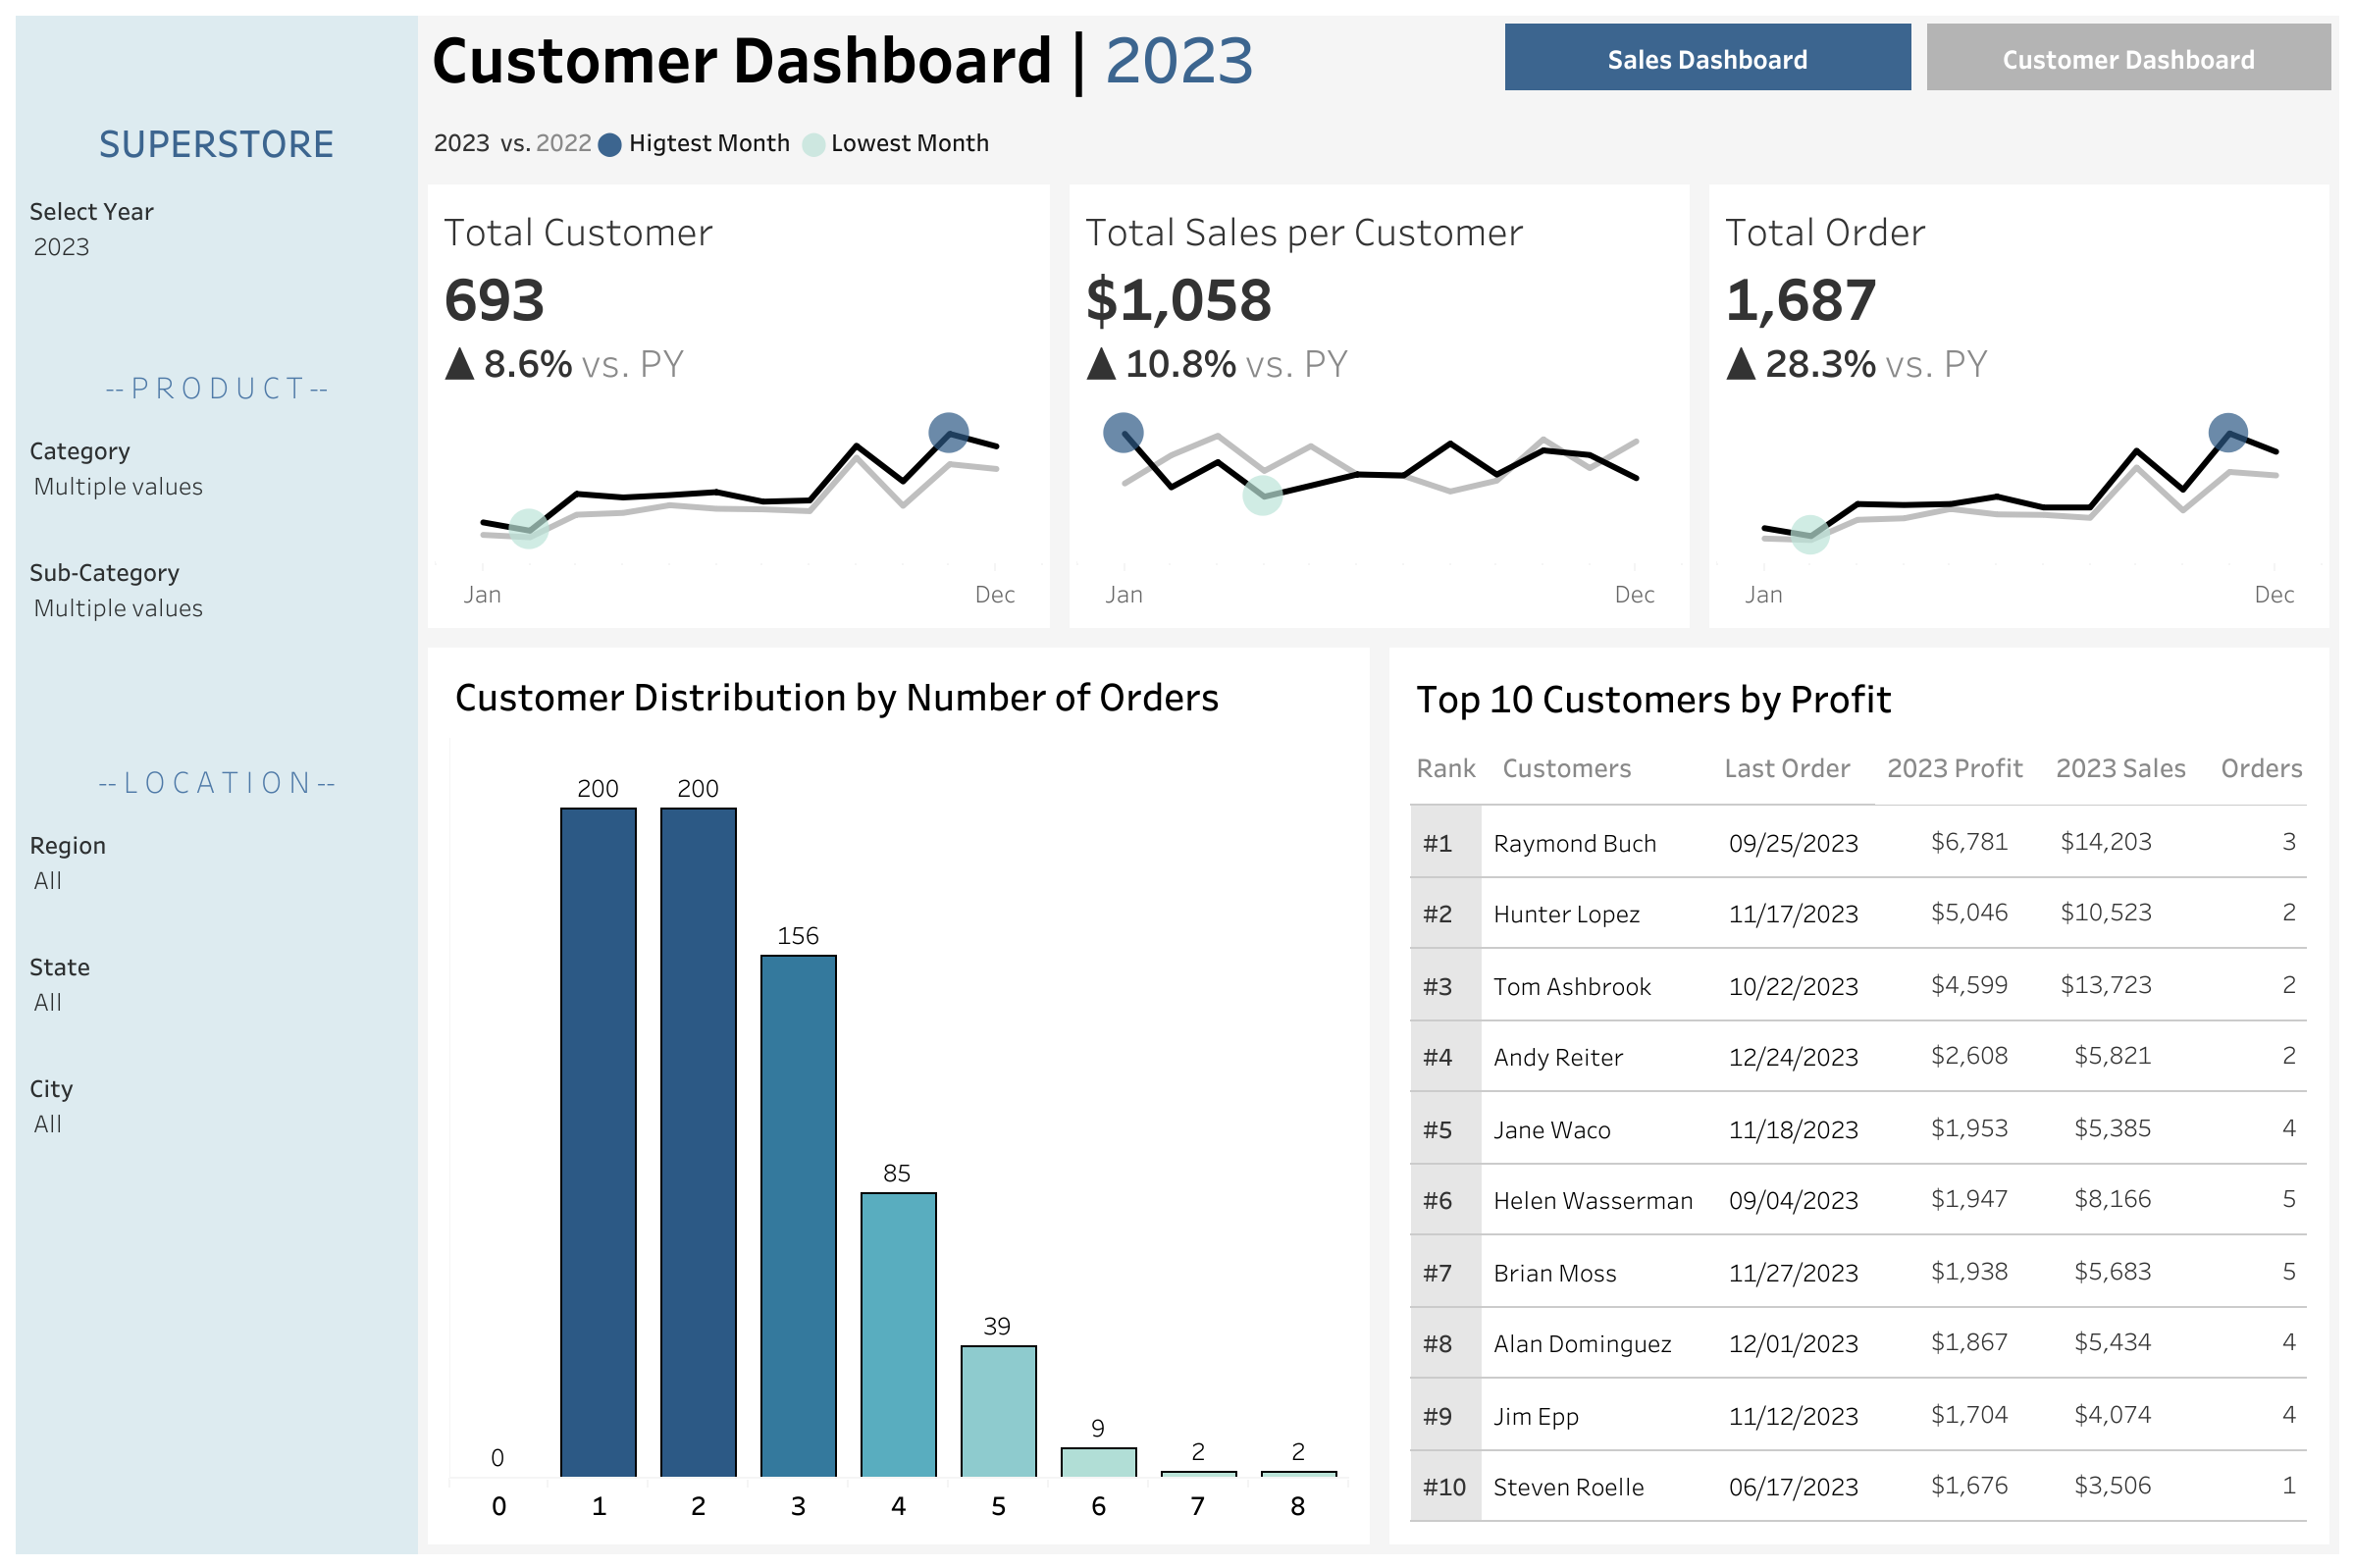 SUPERSTORE
Select Year
2023
--PRODUCT--
Category
Multiple values
Sub-Category
Multiple values
--LOCATION--
Region
All
State
All
City
All
Customer Dashboard | 2023
Sales Dashboard
Customer Dashboard
2023 vs. 2022 Higtest Month Lowest Month
Total Customer
693
▲ 8.6% vs. PY
Jan Dec
Total Sales per Customer
$1,058
▲ 10.8% vs. PY
Jan Dec
Total Order
1,687
▲ 28.3% vs. PY
Jan Dec
Customer Distribution by Number of Orders
0 200 200 156 85 39 9 2 2
0 1 2 3 4 5 6 7 8
Top 10 Customers by Profit
Rank Customers Last Order 2023 Profit 2023 Sales Orders
#1 Raymond Buch 09/25/2023 $6,781 $14,203 3
#2 Hunter Lopez 11/17/2023 $5,046 $10,523 2
#3 Tom Ashbrook 10/22/2023 $4,599 $13,723 2
#4 Andy Reiter 12/24/2023 $2,608 $5,821 2
#5 Jane Waco 11/18/2023 $1,953 $5,385 4
#6 Helen Wasserman 09/04/2023 $1,947 $8,166 5
#7 Brian Moss 11/27/2023 $1,938 $5,683 5
#8 Alan Dominguez 12/01/2023 $1,867 $5,434 4
#9 Jim Epp 11/12/2023 $1,704 $4,074 4
#10 Steven Roelle 06/17/2023 $1,676 $3,506 1